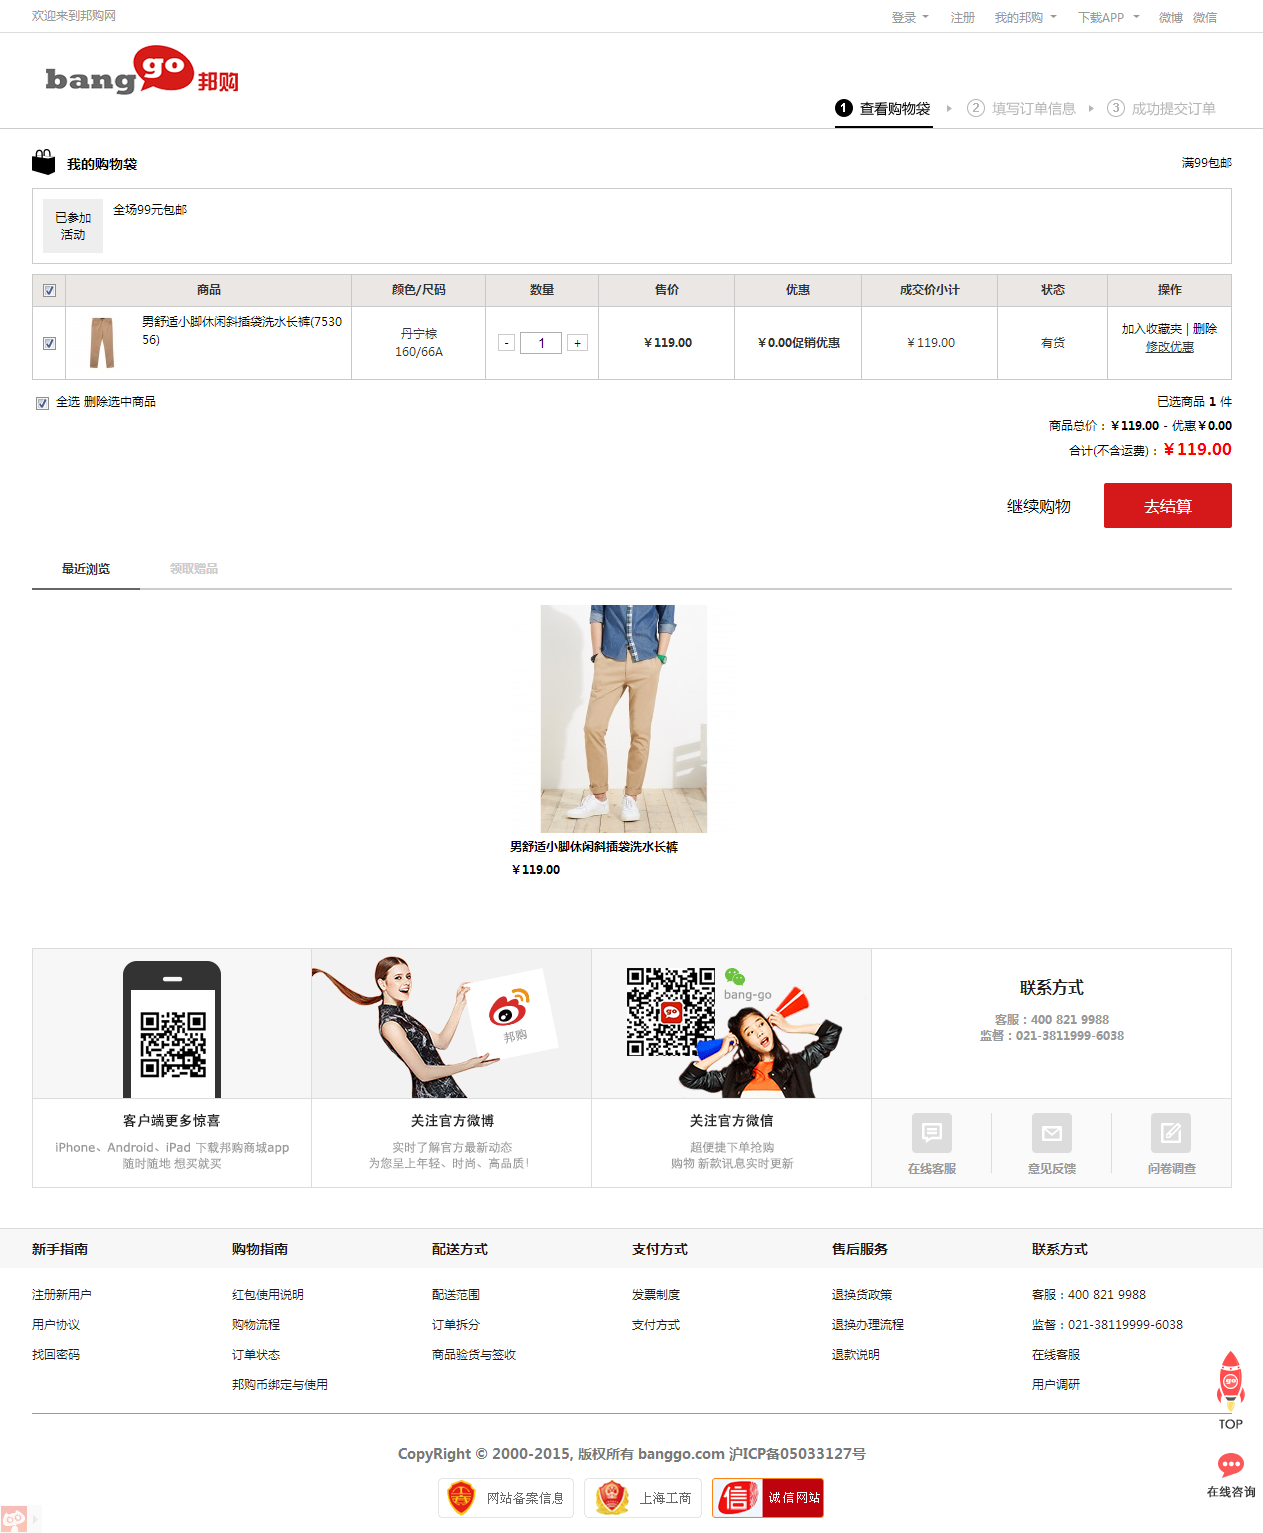 欢迎来到邦购网
登录 注册 我的邦购 下载APP 微博 微信
bang go 邦购
1 查看购物袋 2 填写订单信息 3 成功提交订单
我的购物袋 满99包邮
已参加
活动
全场99元包邮
商品 颜色/尺码 数量 售价 优惠 成交价小计 状态 操作
男舒适小脚休闲斜插袋洗水长裤(7530
56)
丹宁棕
160/66A
- 1 +
￥119.00
￥0.00促销优惠
￥119.00
有货
加入收藏夹 | 删除
修改优惠
全选 删除选中商品
已选商品 1 件
商品总价：￥119.00 - 优惠￥0.00
合计(不含运费)：￥119.00
继续购物 去结算
最近浏览 领取赠品
男舒适小脚休闲斜插袋洗水长裤
￥119.00
邦购
bang-go
go
联系方式
客服：400 821 9988
监督：021-3811999-6038
客户端更多惊喜
iPhone、Android、iPad 下载邦购商城app
随时随地 想买就买
关注官方微博
实时了解官方最新动态
为您呈上年轻、时尚、高品质！
关注官方微信
超便捷下单抢购
购物 新款讯息实时更新
在线客服 意见反馈 问卷调查
新手指南 购物指南 配送方式 支付方式 售后服务 联系方式
注册新用户 红包使用说明 配送范围 发票制度 退换货政策 客服：400 821 9988
用户协议 购物流程 订单拆分 支付方式 退换办理流程 监督：021-38119999-6038
找回密码 订单状态 商品验货与签收 退款说明 在线客服
邦购币绑定与使用 用户调研
go
TOP
在线咨询
CopyRight © 2000-2015, 版权所有 banggo.com 沪ICP备05033127号
网站备案信息 上海工商 信 诚信网站